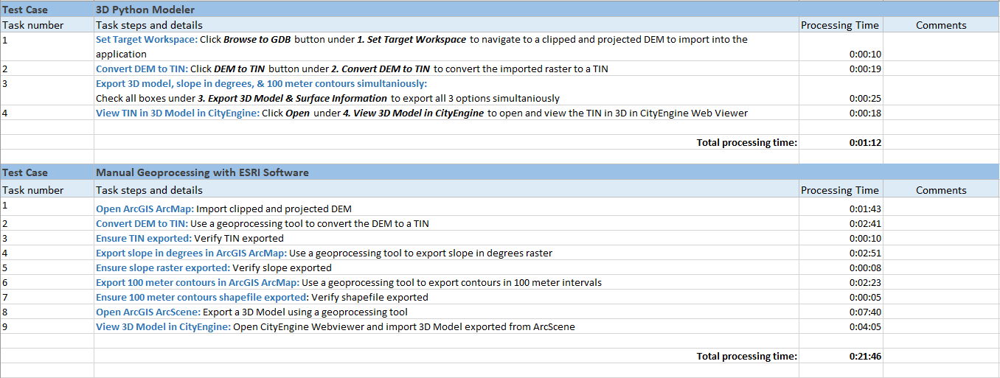 Test Case 3D Python Modeler
Task number Task steps and details Processing Time Comments
1 Set Target Workspace: Click Browse to GDB button under 1. Set Target Workspace to navigate to a clipped and projected DEM to import into the
application 0:00:10
2 Convert DEM to TIN: Click DEM to TIN button under 2. Convert DEM to TIN to convert the imported raster to a TIN 0:00:19
3 Export 3D model, slope in degrees, & 100 meter contours simultaniously:
Check all boxes under 3. Export 3D Model & Surface Information to export all 3 options simultaniously 0:00:25
4 View TIN in 3D Model in CityEngine: Click Open under 4. View 3D Model in CityEngine to open and view the TIN in 3D in CityEngine Web Viewer 0:00:18
Total processing time: 0:01:12
Test Case Manual Geoprocessing with ESRI Software
Task number Task steps and details Processing Time Comments
1 Open ArcGIS ArcMap: Import clipped and projected DEM 0:01:43
2 Convert DEM to TIN: Use a geoprocessing tool to convert the DEM to a TIN 0:02:41
3 Ensure TIN exported: Verify TIN exported 0:00:10
4 Export slope in degrees in ArcGIS ArcMap: Use a geoprocessing tool to export slope in degrees raster 0:02:51
5 Ensure slope raster exported: Verify slope exported 0:00:08
6 Export 100 meter contours in ArcGIS ArcMap: Use a geoprocessing tool to export contours in 100 meter intervals 0:02:23
7 Ensure 100 meter contours shapefile exported: Verify shapefile exported 0:00:05
8 Open ArcGIS ArcScene: Export a 3D Model using a geoprocessing tool 0:07:40
9 View 3D Model in CityEngine: Open CityEngine Webviewer and import 3D Model exported from ArcScene 0:04:05
Total processing time: 0:21:46